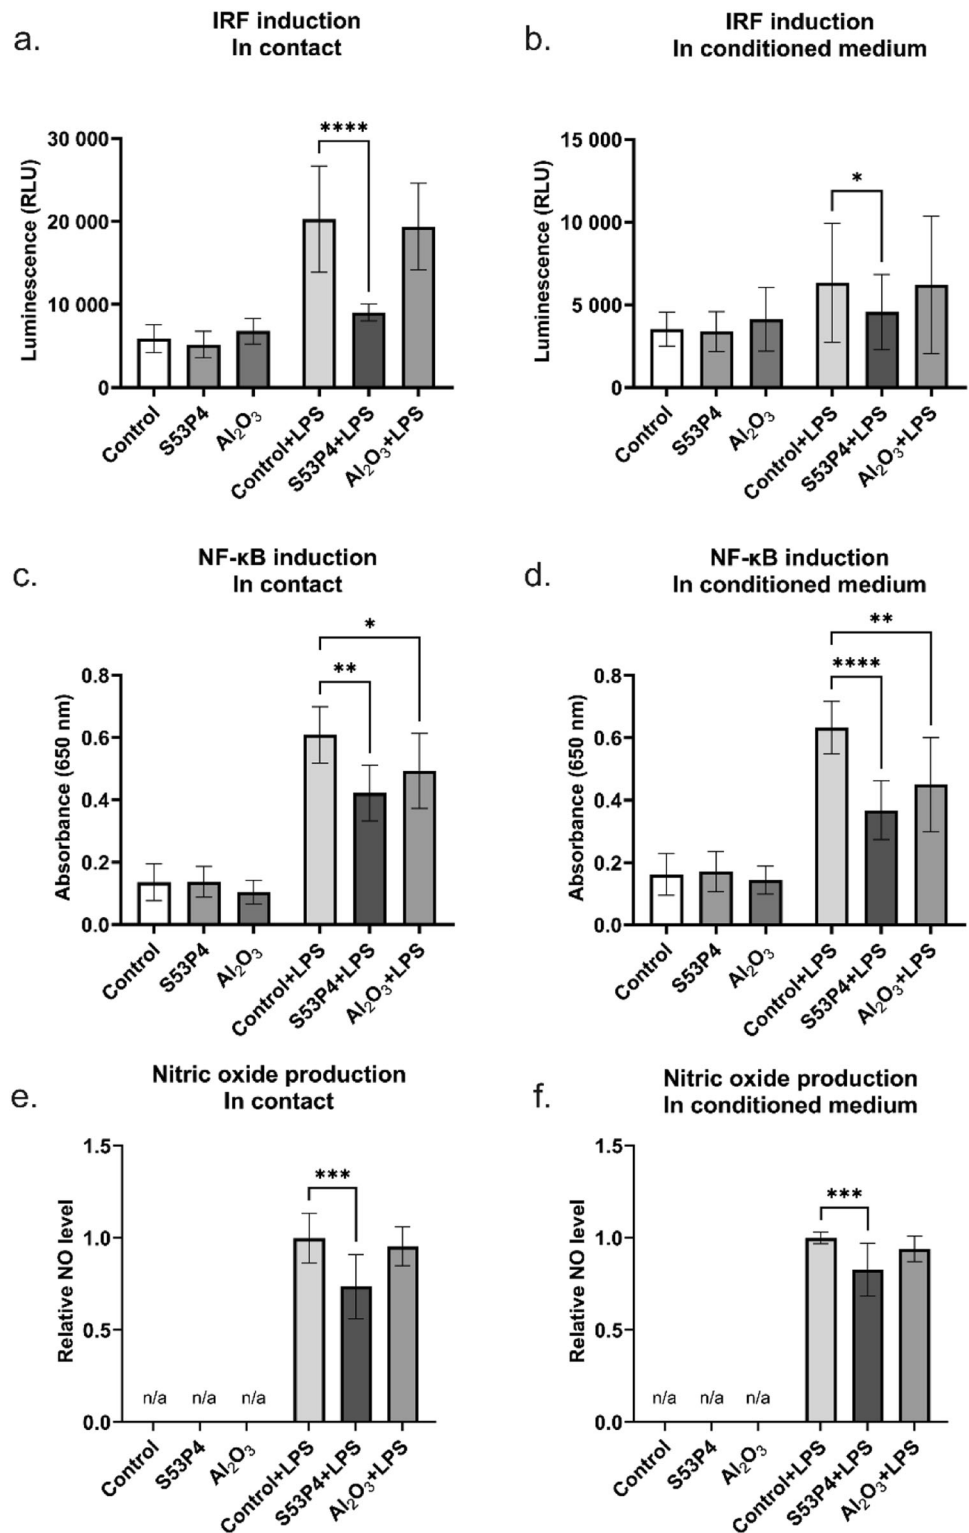 a.
IRF induction
In contact
Luminescence (RLU)
30 000
20 000
10 000
0
****
Control
S53P4
Al₂O₃
Control+LPS
S53P4+LPS
Al₂O₃+LPS
b.
IRF induction
In conditioned medium
Luminescence (RLU)
15 000
10 000
5 000
0
*
Control
S53P4
Al₂O₃
Control+LPS
S53P4+LPS
Al₂O₃+LPS
c.
NF-κB induction
In contact
Absorbance (650 nm)
0.8
0.6
0.4
0.2
0.0
*
**
Control
S53P4
Al₂O₃
Control+LPS
S53P4+LPS
Al₂O₃+LPS
d.
NF-κB induction
In conditioned medium
Absorbance (650 nm)
0.8
0.6
0.4
0.2
0.0
**
****
Control
S53P4
Al₂O₃
Control+LPS
S53P4+LPS
Al₂O₃+LPS
e.
Nitric oxide production
In contact
Relative NO level
1.5
1.0
0.5
0.0
***
n/a n/a n/a
Control
S53P4
Al₂O₃
Control+LPS
S53P4+LPS
Al₂O₃+LPS
f.
Nitric oxide production
In conditioned medium
Relative NO level
1.5
1.0
0.5
0.0
***
n/a n/a n/a
Control
S53P4
Al₂O₃
Control+LPS
S53P4+LPS
Al₂O₃+LPS